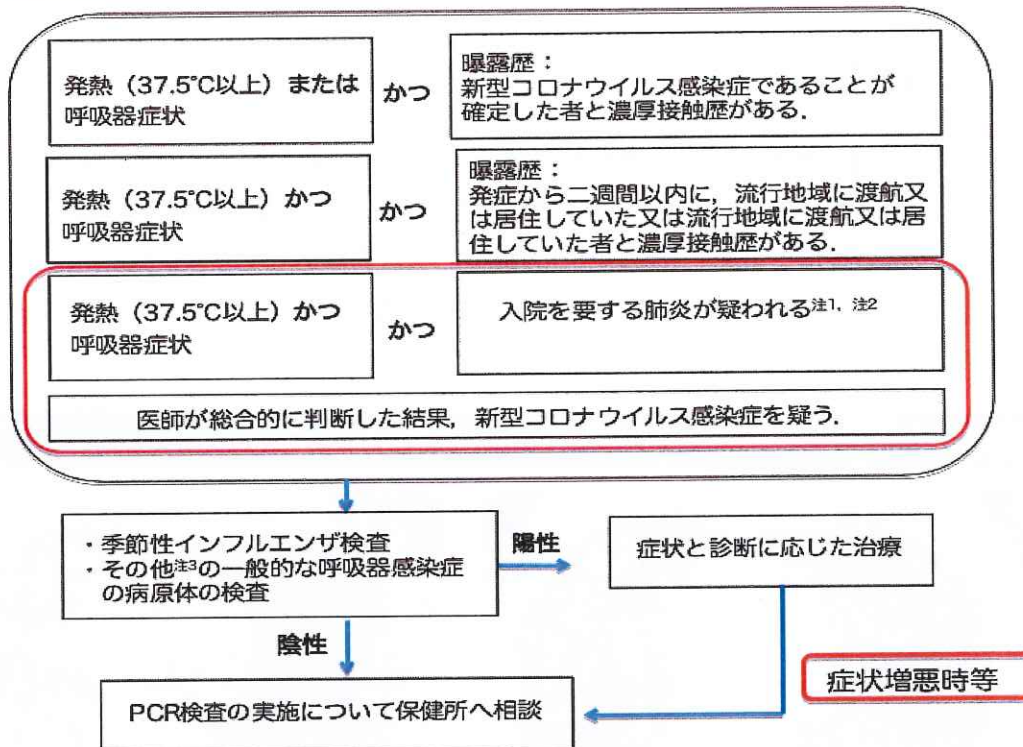 発熱（37.5℃以上）または
呼吸器症状
かつ
曝露歴：
新型コロナウイルス感染症であることが
確定した者と濃厚接触歴がある．
発熱（37.5℃以上）かつ
呼吸器症状
かつ
曝露歴：
発症から二週間以内に，流行地域に渡航又
は居住していた又は流行地域に渡航又は居
住していた者と濃厚接触歴がある．
発熱（37.5℃以上）かつ
呼吸器症状
かつ
入院を要する肺炎が疑われる注1，注2
医師が総合的に判断した結果，新型コロナウイルス感染症を疑う．
・季節性インフルエンザ検査
・その他注3の一般的な呼吸器感染症
の病原体の検査
陽性
症状と診断に応じた治療
陰性
症状増悪時等
PCR検査の実施について保健所へ相談